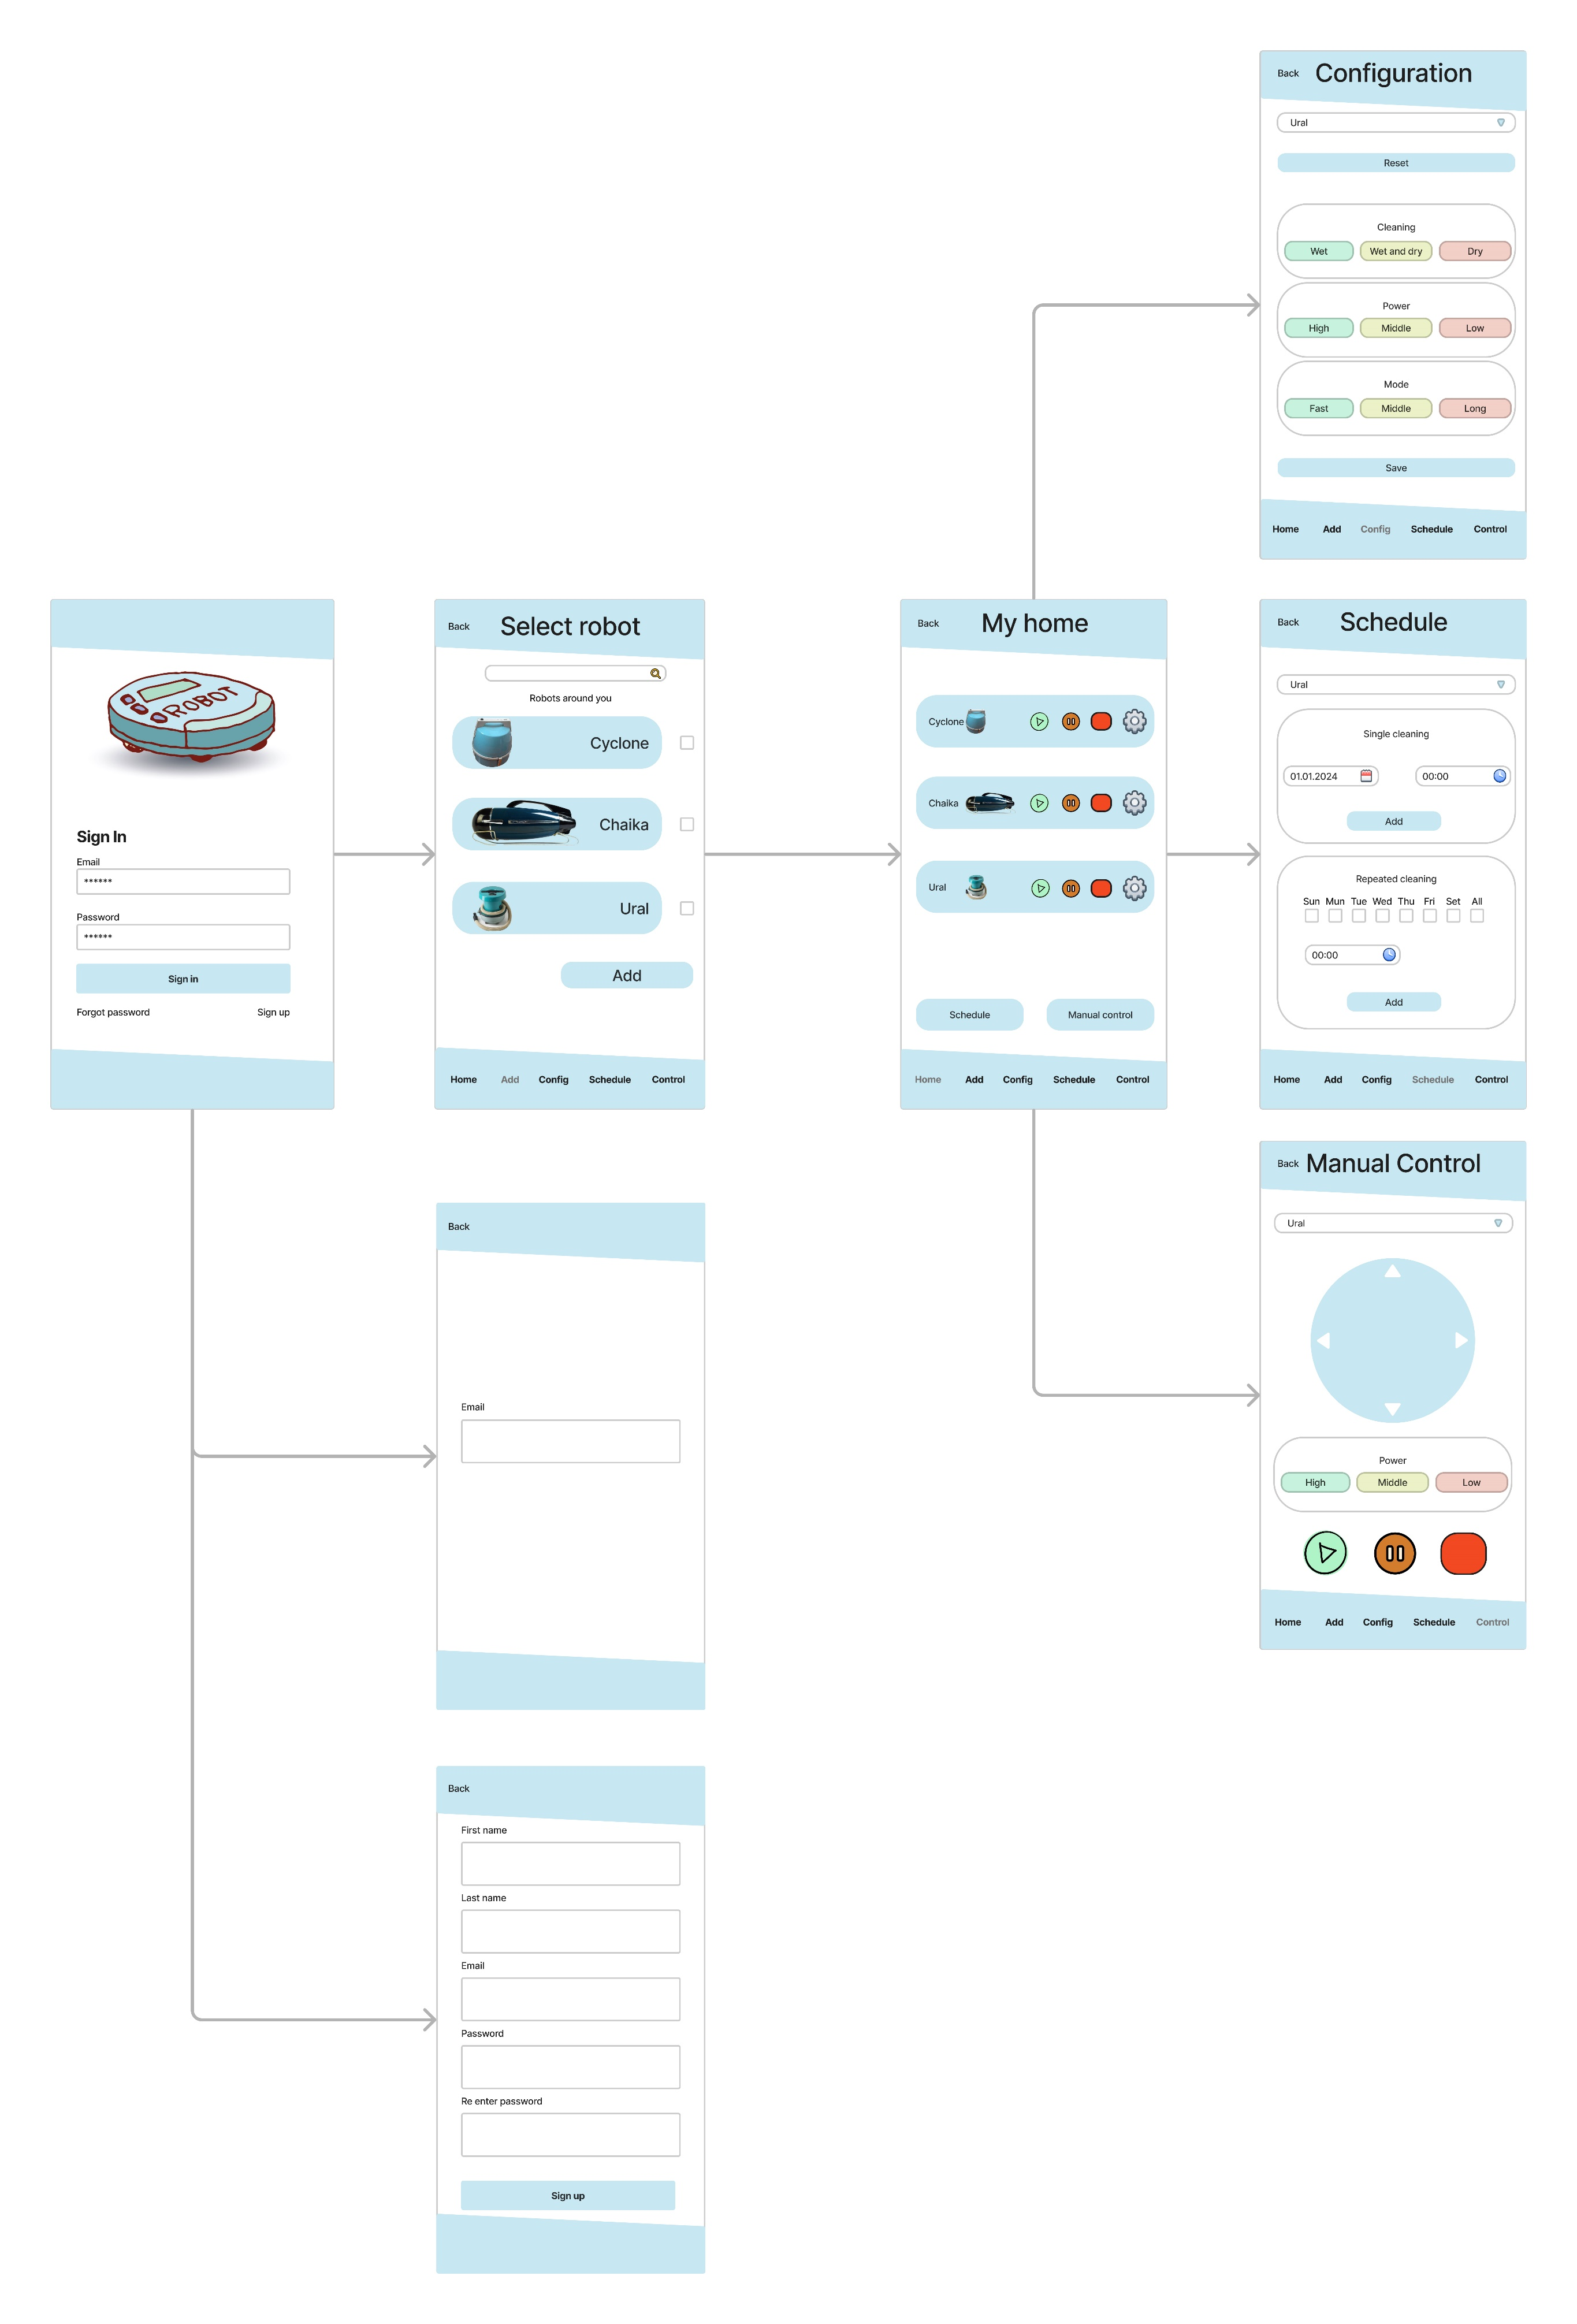 Back Configuration
Ural
Reset
Cleaning
Wet Wet and dry Dry
Power
High Middle Low
Mode
Fast Middle Long
Save
Home Add Config Schedule Control
ROBOT
Sign In
Email
******
Password
******
Sign in
Forgot password Sign up
Back Select robot
Robots around you
Cyclone
Chaika
Ural
Add
Home Add Config Schedule Control
Back My home
Cyclone
Chaika
Ural
Schedule Manual control
Home Add Config Schedule Control
Back Schedule
Ural
Single cleaning
01.01.2024 00:00
Add
Repeated cleaning
Sun Mun Tue Wed Thu Fri Set All
00:00
Add
Home Add Config Schedule Control
Back Manual Control
Ural
Power
High Middle Low
Home Add Config Schedule Control
Back
Email
Back
First name
Last name
Email
Password
Re enter password
Sign up